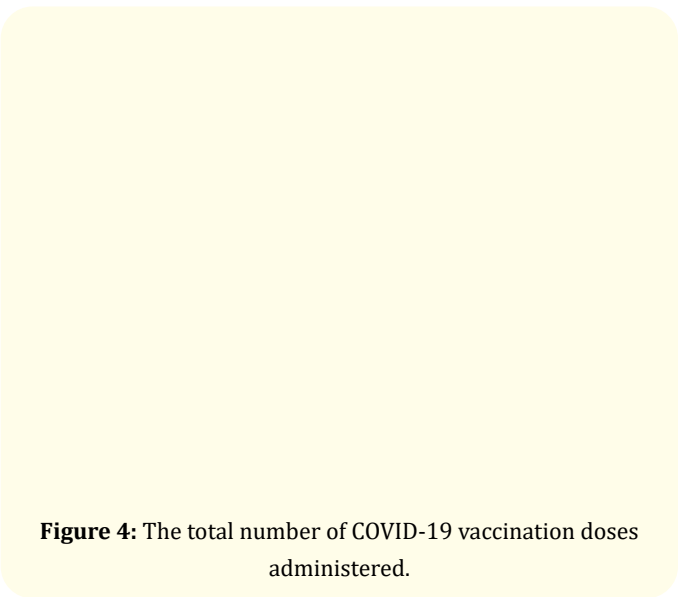 Figure 4: The total number of COVID-19 vaccination doses
administered.